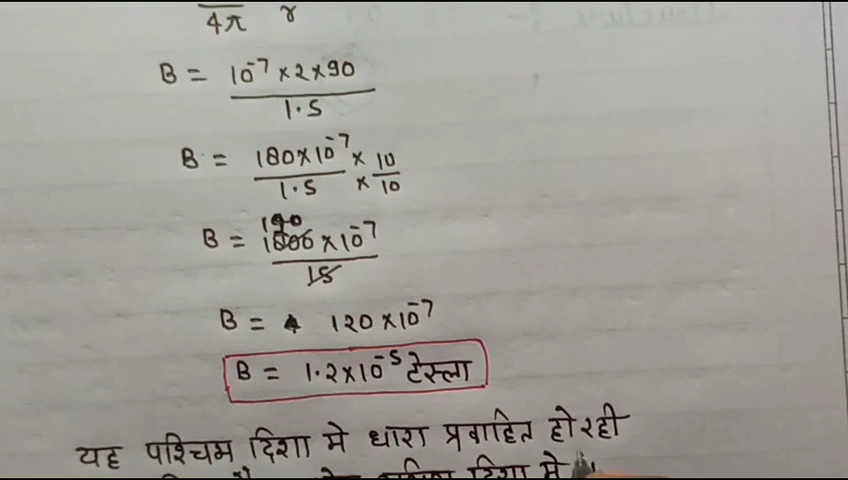 4π r
B = 10⁻⁷ × 2 × 90
1.5
B = 180 × 10⁻⁷ × 10
1.5 × 10
B = 1800 × 10⁻⁷
15
B = 120 × 10⁻⁷
B = 1.2 × 10⁻⁵ टेस्ला
यह पश्चिम दिशा मे धारा प्रवाहित हो रही
दिशा मे